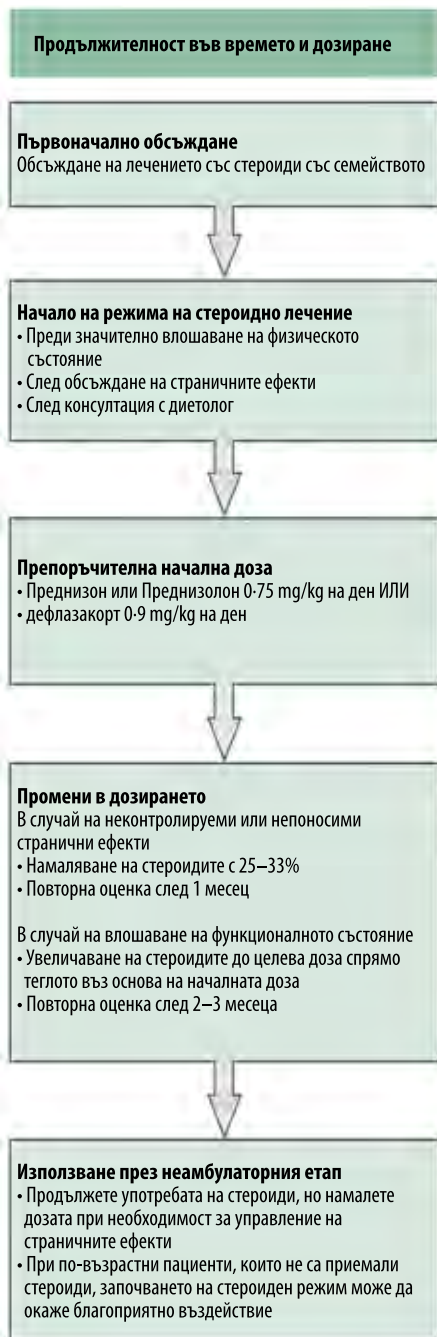 Продължителност във времето и дозиране
Първоначално обсъждане
Обсъждане на лечението със стероиди със семейството
Начало на режима на стероидно лечение
• Преди значително влошаване на физическото
състояние
• След обсъждане на страничните ефекти
• След консултация с диетолог
Препоръчителна начална доза
• Преднизон или Преднизолон 0·75 mg/kg на ден ИЛИ
• дефлазакорт 0·9 mg/kg на ден
Промени в дозирането
В случай на неконтролируеми или непоносими
странични ефекти
• Намаляване на стероидите с 25–33%
• Повторна оценка след 1 месец
В случай на влошаване на функционалното състояние
• Увеличаване на стероидите до целева доза спрямо
теглото въз основа на началната доза
• Повторна оценка след 2–3 месеца
Използване през неамбулаторния етап
• Продължете употребата на стероиди, но намалете
дозата при необходимост за управление на
страничните ефекти
• При по-възрастни пациенти, които не са приемали
стероиди, започването на стероиден режим може да
окаже благоприятно въздействие